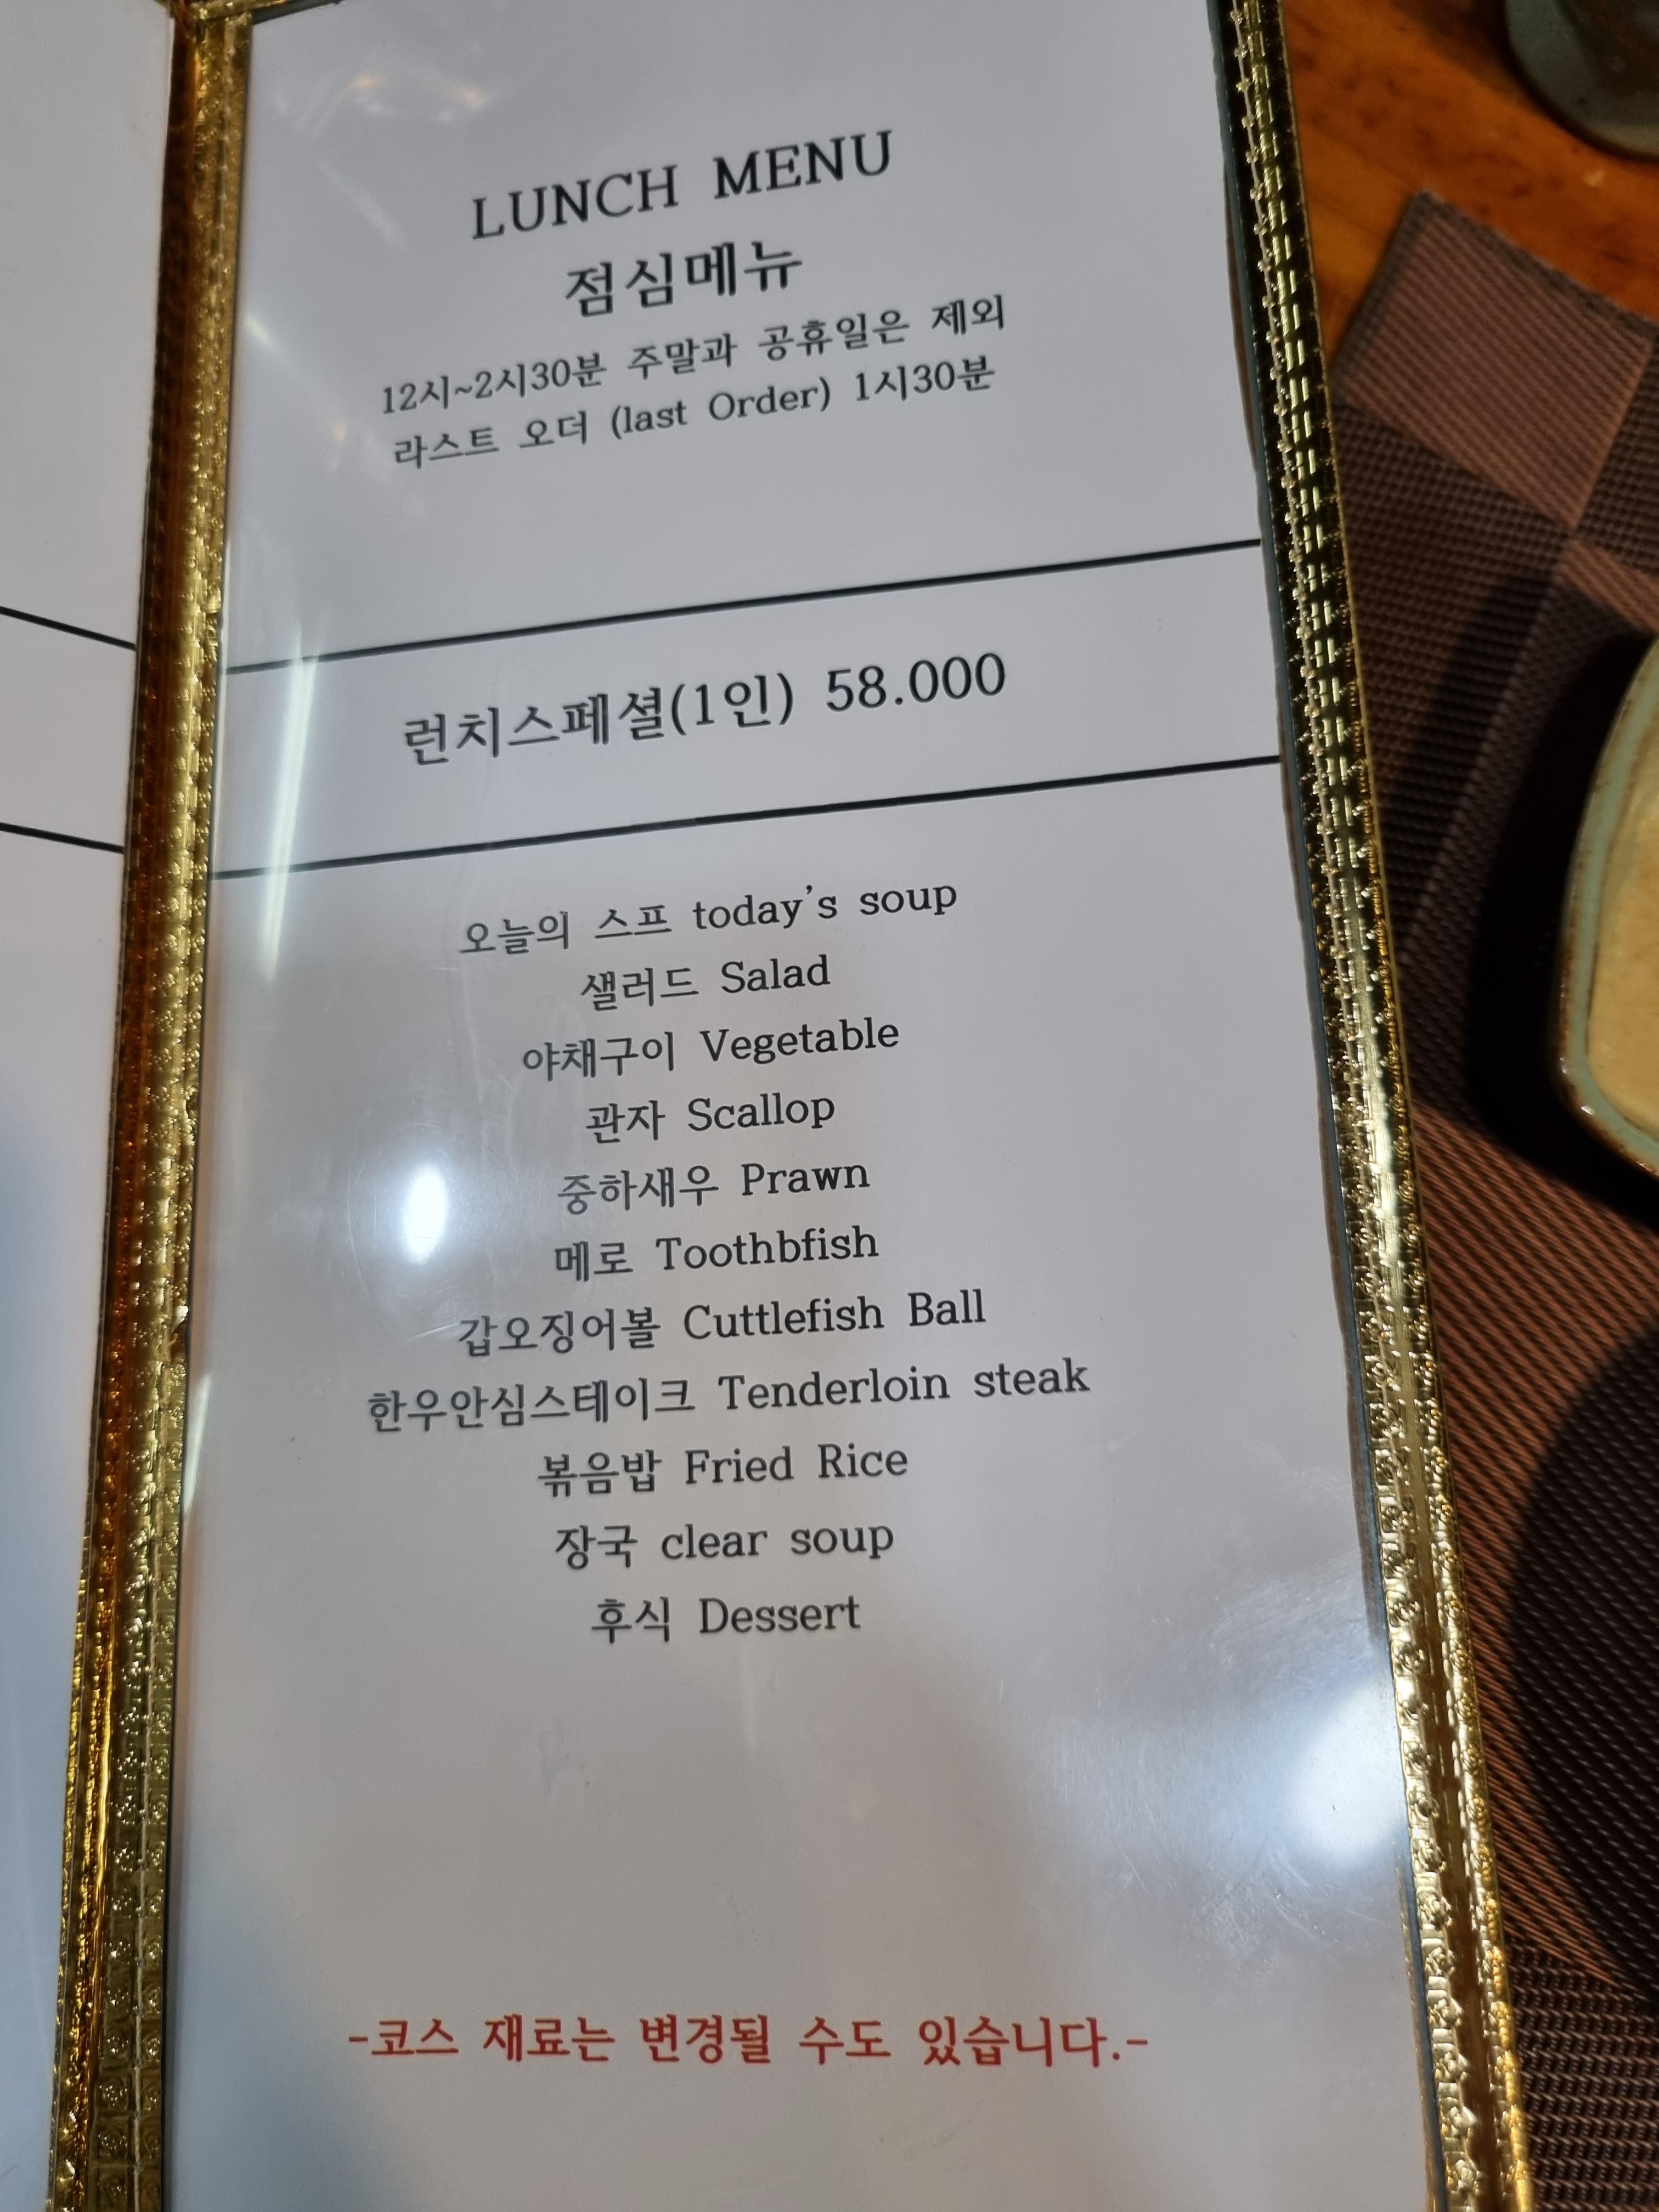 LUNCH MENU
점심메뉴
12시~2시30분 주말과 공휴일은 제외
라스트 오더 (last Order) 1시30분
런치스페셜(1인) 58.000
오늘의 스프 today's soup
샐러드 Salad
야채구이 Vegetable
관자 Scallop
중하새우 Prawn
메로 Toothbfish
갑오징어볼 Cuttlefish Ball
한우안심스테이크 Tenderloin steak
볶음밥 Fried Rice
장국 clear soup
후식 Dessert
-코스 재료는 변경될 수도 있습니다.-